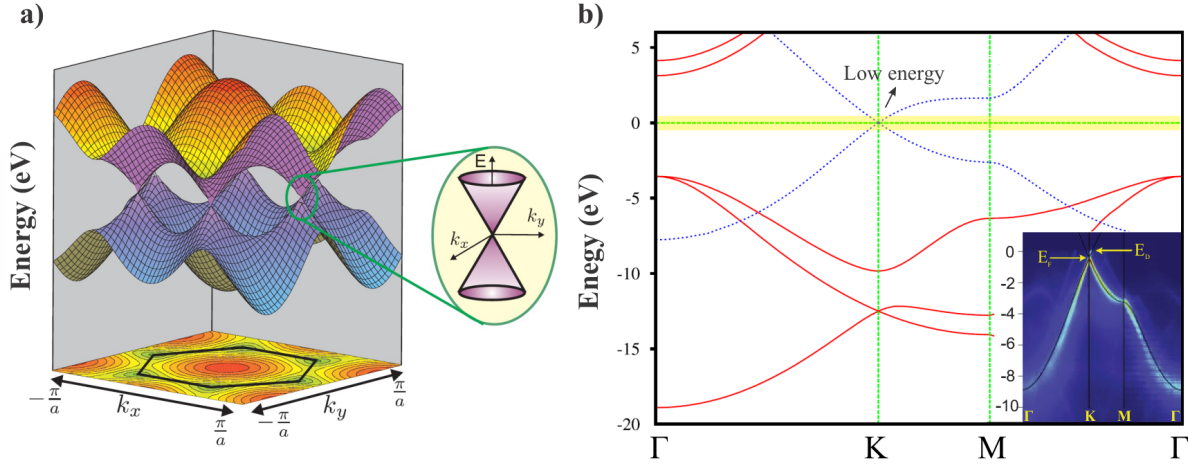 a)
Energy (eV)
E
k_y
k_x
-π/a
k_x
π/a
-π/a
k_y
π/a
b)
Enegy (eV)
5
0
-5
-10
-15
-20
Low energy
Γ
K
M
Γ
E_F
E_D
0
-2
-4
-6
-8
-10
Γ
K
M
Γ